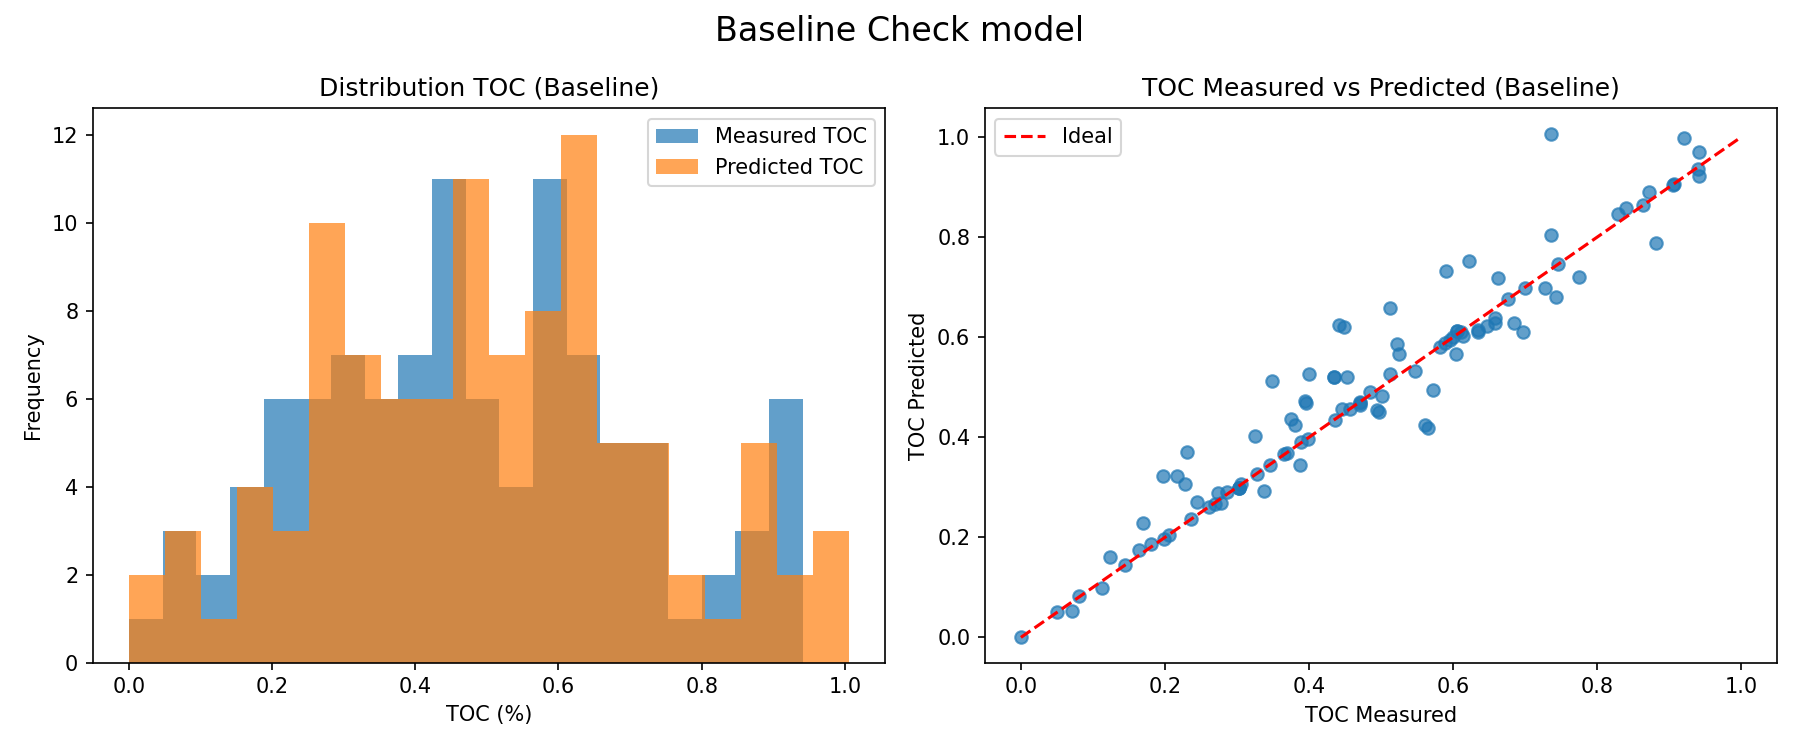 Baseline Check model
Distribution TOC (Baseline)
Measured TOC
Predicted TOC
Frequency
12
10
8
6
4
2
0
0.0 0.2 0.4 0.6 0.8 1.0
TOC (%)
TOC Measured vs Predicted (Baseline)
Ideal
TOC Predicted
1.0
0.8
0.6
0.4
0.2
0.0
0.0 0.2 0.4 0.6 0.8 1.0
TOC Measured